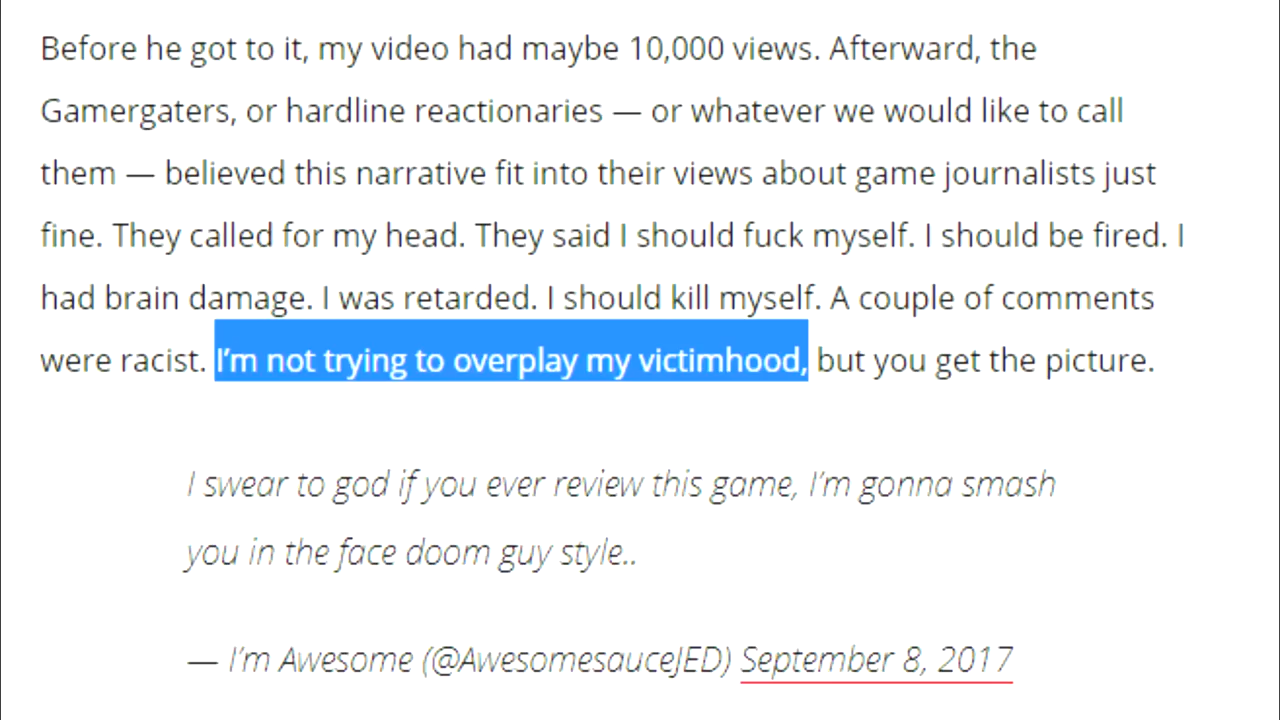 Before he got to it, my video had maybe 10,000 views. Afterward, the
Gamergaters, or hardline reactionaries — or whatever we would like to call
them — believed this narrative fit into their views about game journalists just
fine. They called for my head. They said I should fuck myself. I should be fired. I
had brain damage. I was retarded. I should kill myself. A couple of comments
were racist. I’m not trying to overplay my victimhood, but you get the picture.
I swear to god if you ever review this game, I’m gonna smash
you in the face doom guy style..
— I’m Awesome (@AwesomesauceJED) September 8, 2017